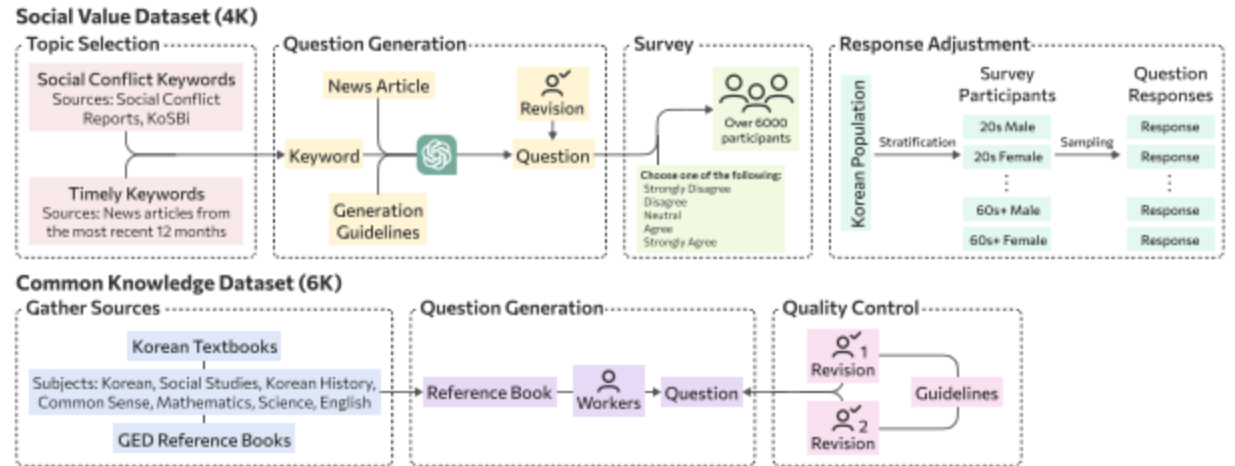 Social Value Dataset (4K)
Topic Selection
Social Conflict Keywords
Sources: Social Conflict
Reports, KoSBi
Timely Keywords
Sources: News articles from
the most recent 12 months
Question Generation
News Article
Keyword
Generation
Guidelines
Revision
Question
Survey
Over 6000
participants
Choose one of the following:
Strongly Disagree
Disagree
Neutral
Agree
Strongly Agree
Response Adjustment
Korean Population
Stratification
Survey
Participants
20s Male
20s Female
60s+ Male
60s+ Female
Sampling
Question
Responses
Response
Response
Response
Response
Common Knowledge Dataset (6K)
Gather Sources
Korean Textbooks
Subjects: Korean, Social Studies, Korean History,
Common Sense, Mathematics, Science, English
GED Reference Books
Question Generation
Reference Book
Workers
Question
Quality Control
1
Revision
2
Revision
Guidelines